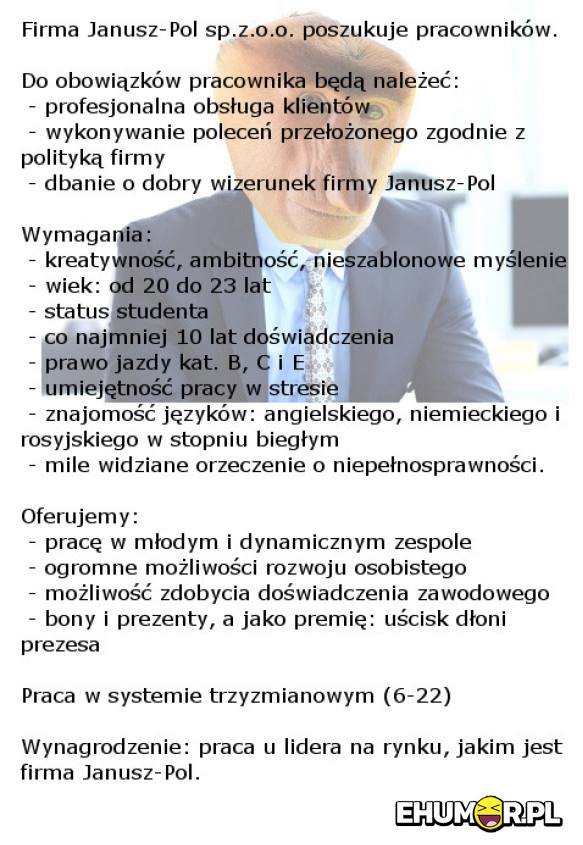 Firma Janusz-Pol sp.z.o.o. poszukuje pracowników.
Do obowiązków pracownika będą należeć:
- profesjonalna obsługa klientów
- wykonywanie poleceń przełożonego zgodnie z
polityką firmy
- dbanie o dobry wizerunek firmy Janusz-Pol
Wymagania:
- kreatywność, ambitność, nieszablonowe myślenie
- wiek: od 20 do 23 lat
- status studenta
- co najmniej 10 lat doświadczenia
- prawo jazdy kat. B, C i E
- umiejętność pracy w stresie
- znajomość języków: angielskiego, niemieckiego i
rosyjskiego w stopniu biegłym
- mile widziane orzeczenie o niepełnosprawności.
Oferujemy:
- pracę w młodym i dynamicznym zespole
- ogromne możliwości rozwoju osobistego
- możliwość zdobycia doświadczenia zawodowego
- bony i prezenty, a jako premię: uścisk dłoni
prezesa
Praca w systemie trzyzmianowym (6-22)
Wynagrodzenie: praca u lidera na rynku, jakim jest
firma Janusz-Pol.
EHUMOR.PL